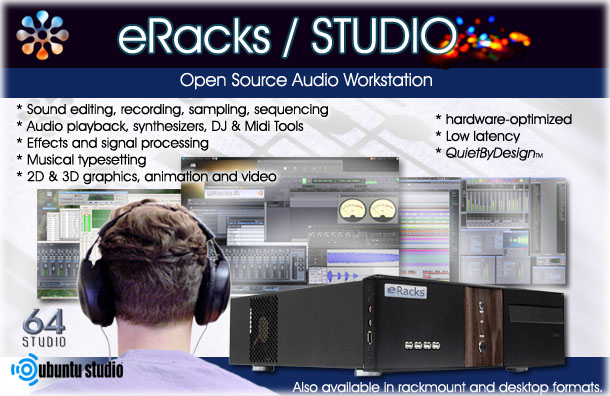 eRacks / STUDIO
Open Source Audio Workstation
* Sound editing, recording, sampling, sequencing
* Audio playback, synthesizers, DJ & Midi Tools
* Effects and signal processing
* Musical typesetting
* 2D & 3D graphics, animation and video
* hardware-optimized
* Low latency
* QuietByDesign™
eRacks
64
STUDIO
ubuntu studio
Also available in rackmount and desktop formats.